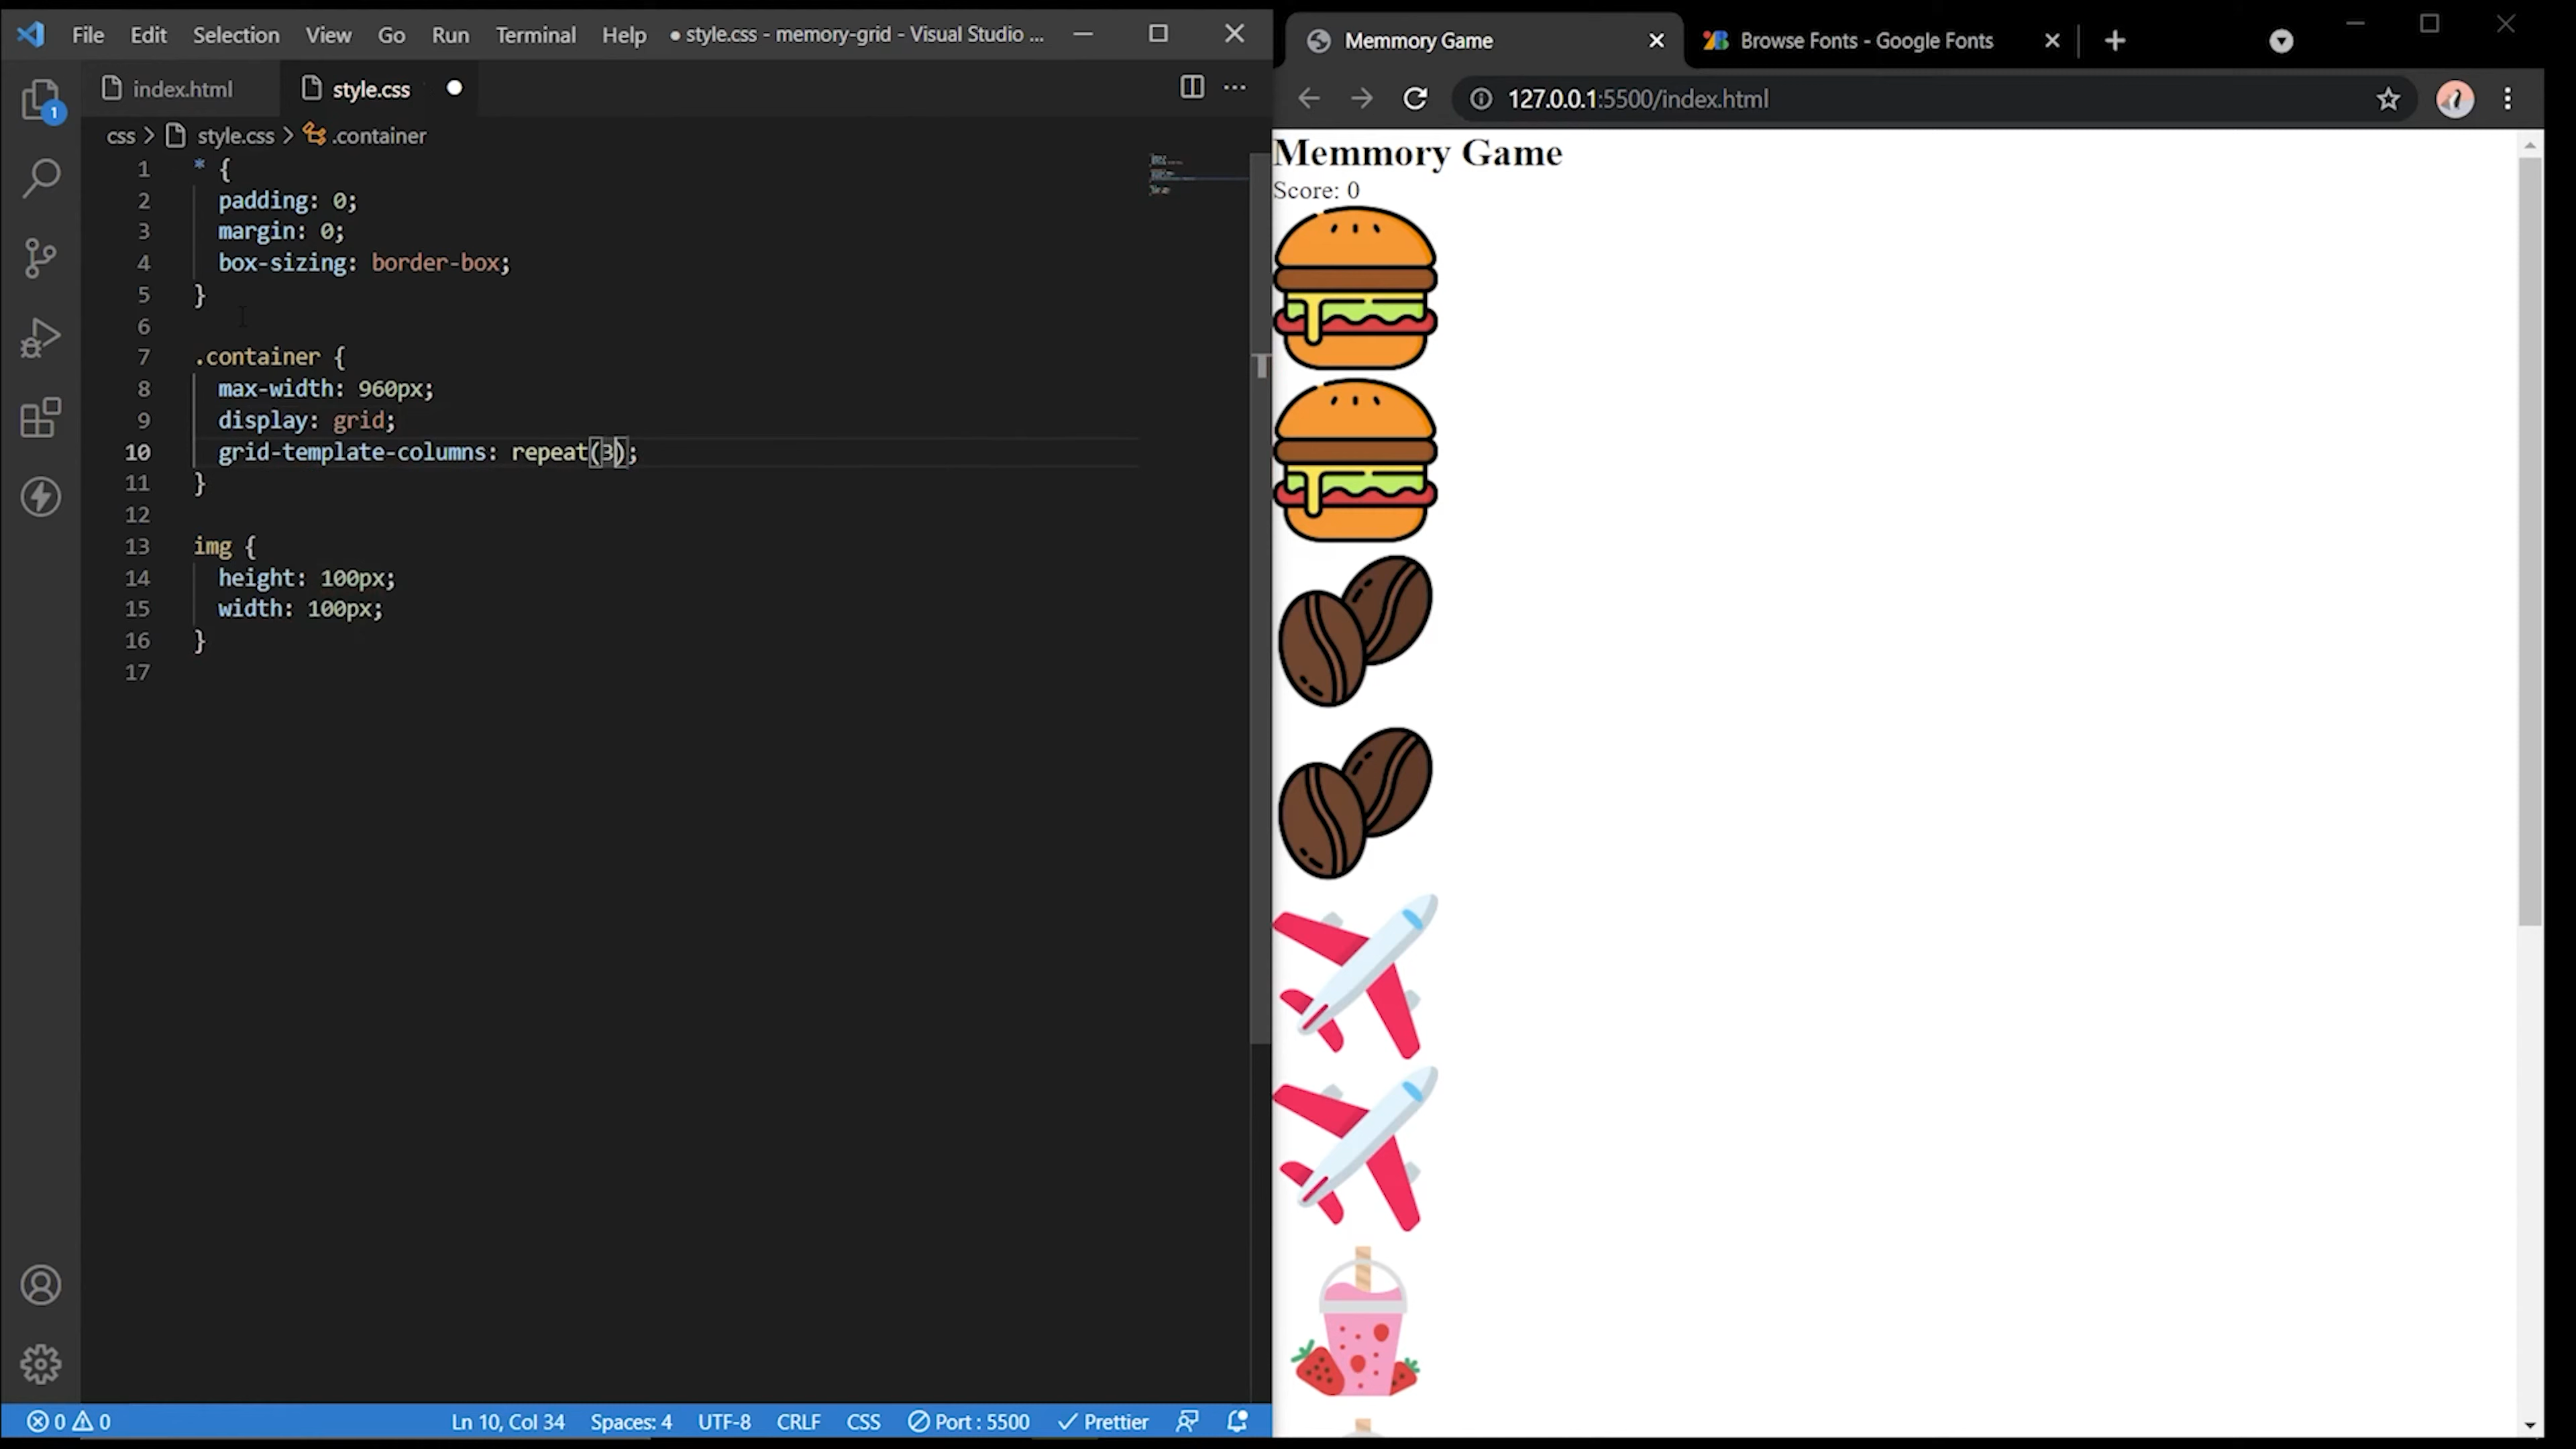 File Edit Selection View Go Run Terminal Help ● style.css - memory-grid - Visual Studio ...
index.html style.css ●
css > style.css > .container
1 * {
2 padding: 0;
3 margin: 0;
4 box-sizing: border-box;
5 }
6
7 .container {
8 max-width: 960px;
9 display: grid;
10 grid-template-columns: repeat(3);
11 }
12
13 img {
14 height: 100px;
15 width: 100px;
16 }
17
1
0 0 Ln 10, Col 34 Spaces: 4 UTF-8 CRLF CSS Port : 5500 Prettier
Memmory Game Browse Fonts - Google Fonts
127.0.0.1:5500/index.html
Memmory Game
Score: 0